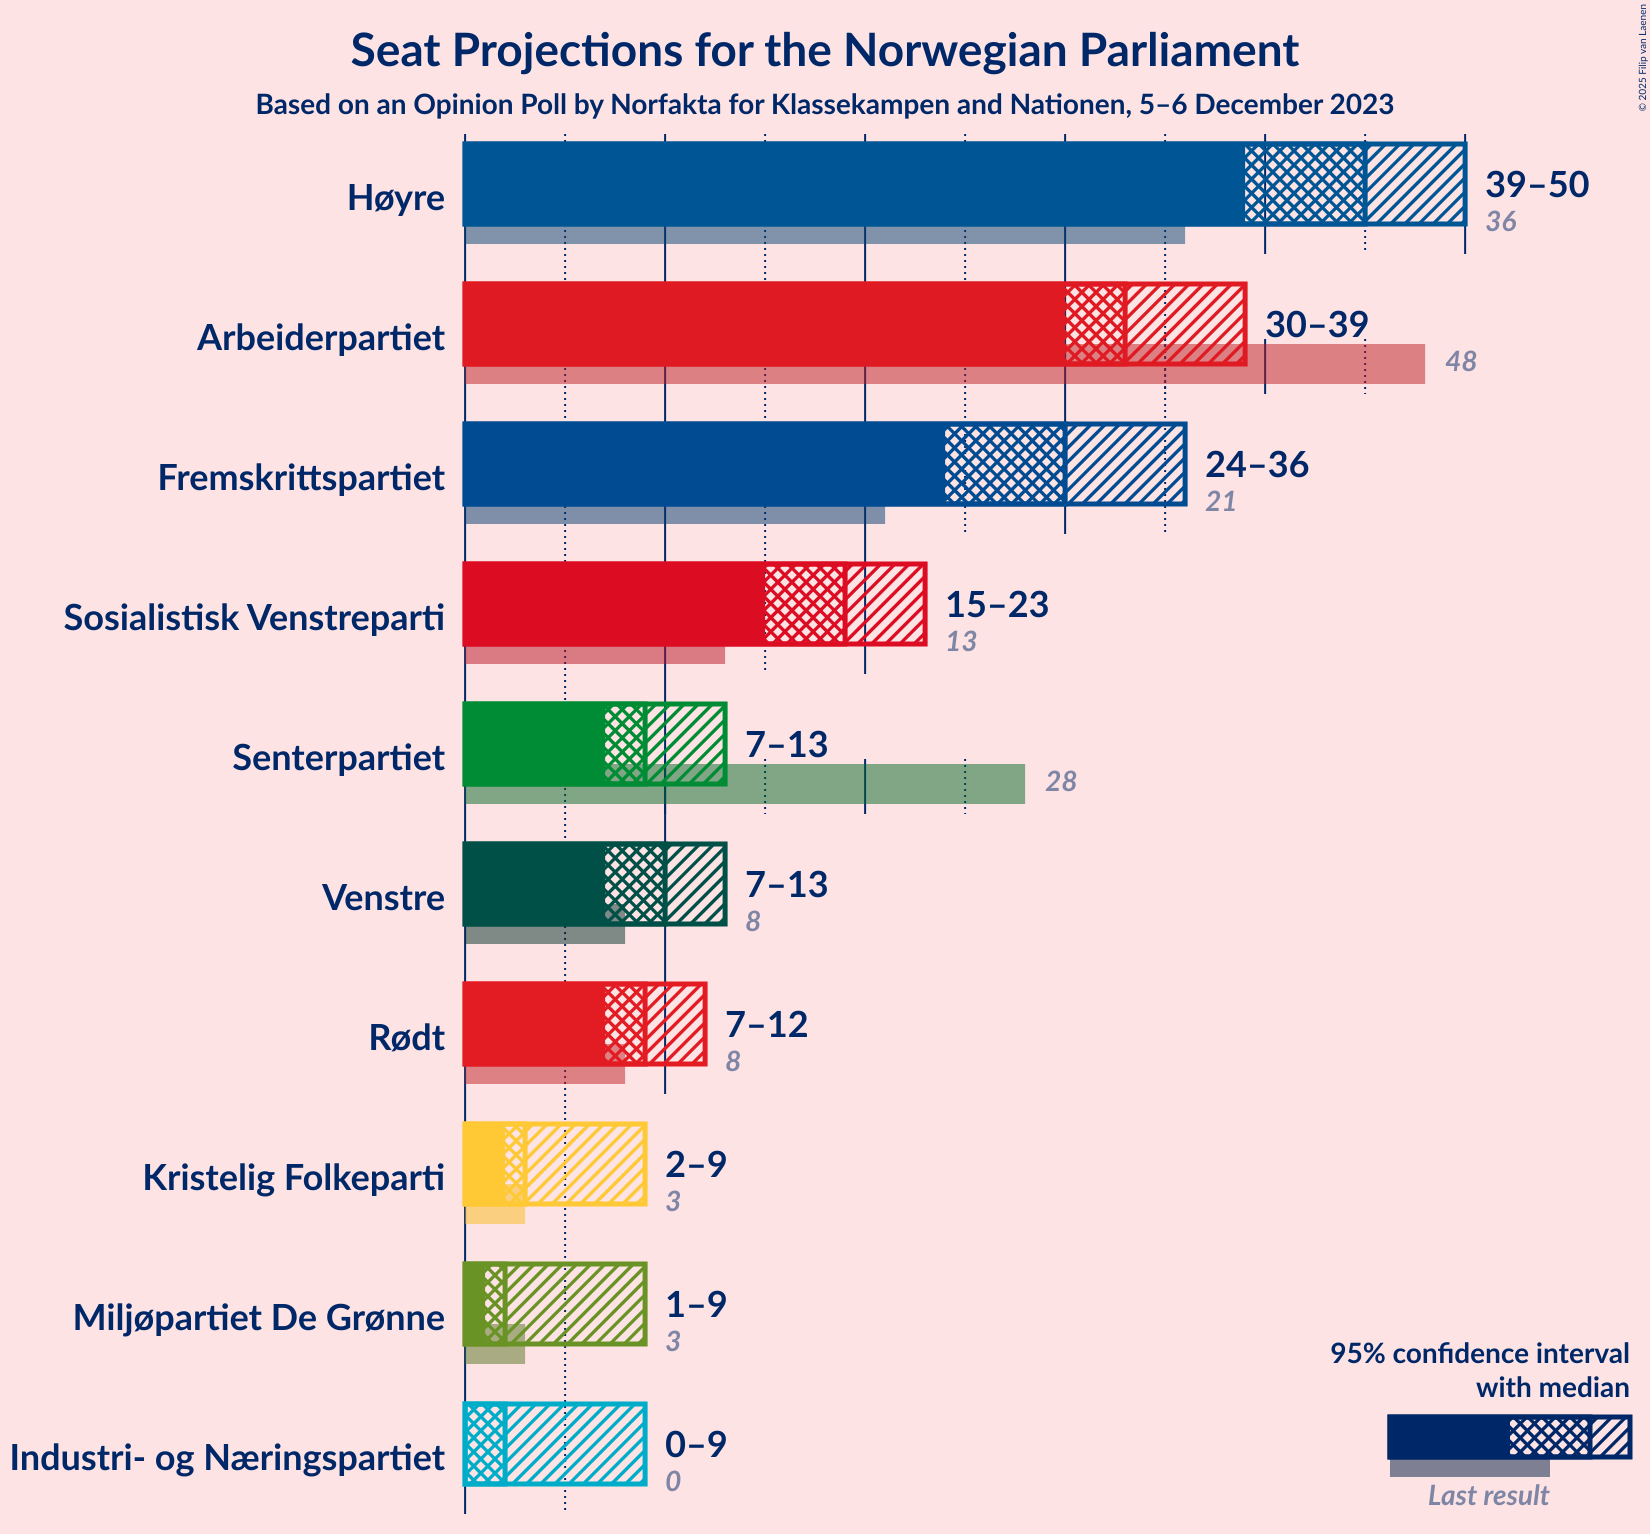 Seat Projections for the Norwegian Parliament
Based on an Opinion Poll by Norfakta for Klassekampen and Nationen, 5–6 December 2023
© 2025 Filip van Laenen
Høyre
39–50
36
Arbeiderpartiet
30–39
48
Fremskrittspartiet
24–36
21
Sosialistisk Venstreparti
15–23
13
Senterpartiet
7–13
28
Venstre
7–13
8
Rødt
7–12
8
Kristelig Folkeparti
2–9
3
Miljøpartiet De Grønne
1–9
3
Industri- og Næringspartiet
0–9
0
95% confidence interval
with median
Last result